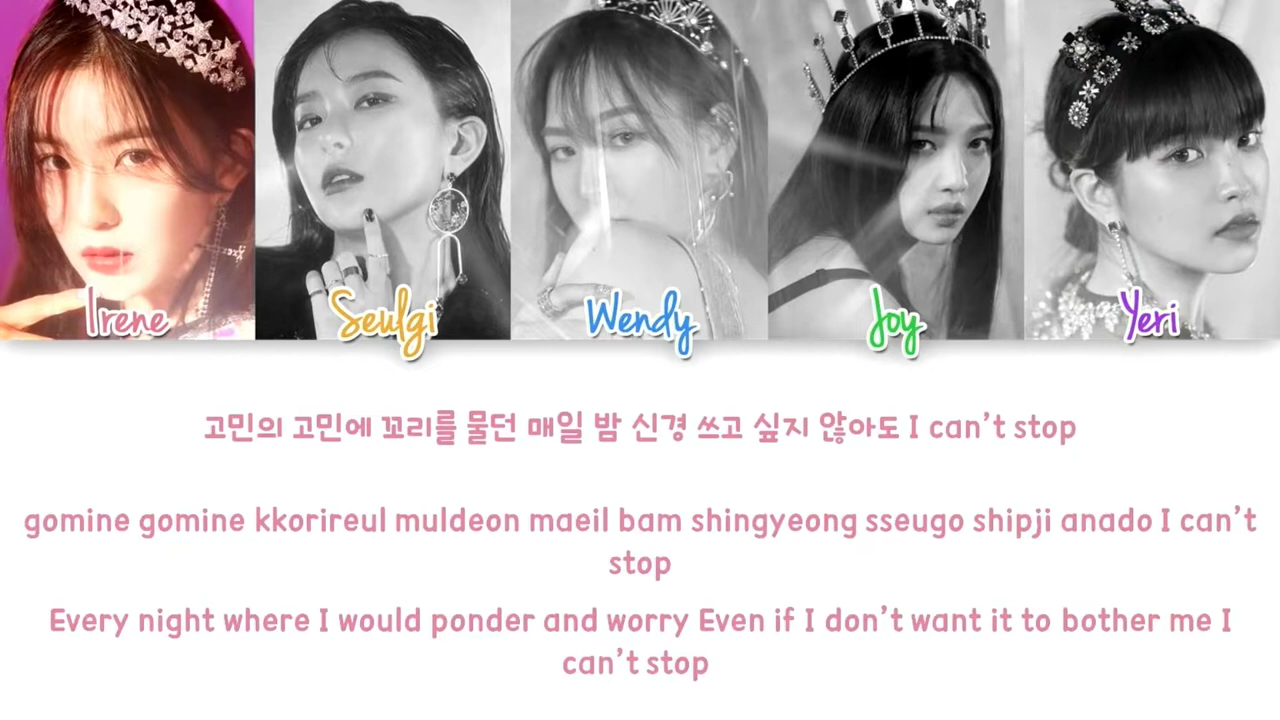 Irene Seulgi Wendy Joy Yeri
고민의 고민에 꼬리를 물던 매일 밤 신경 쓰고 싶지 않아도 I can't stop
gomine gomine kkorireul muldeon maeil bam shingyeong sseugo shipji anado I can't
stop
Every night where I would ponder and worry Even if I don't want it to bother me I
can't stop